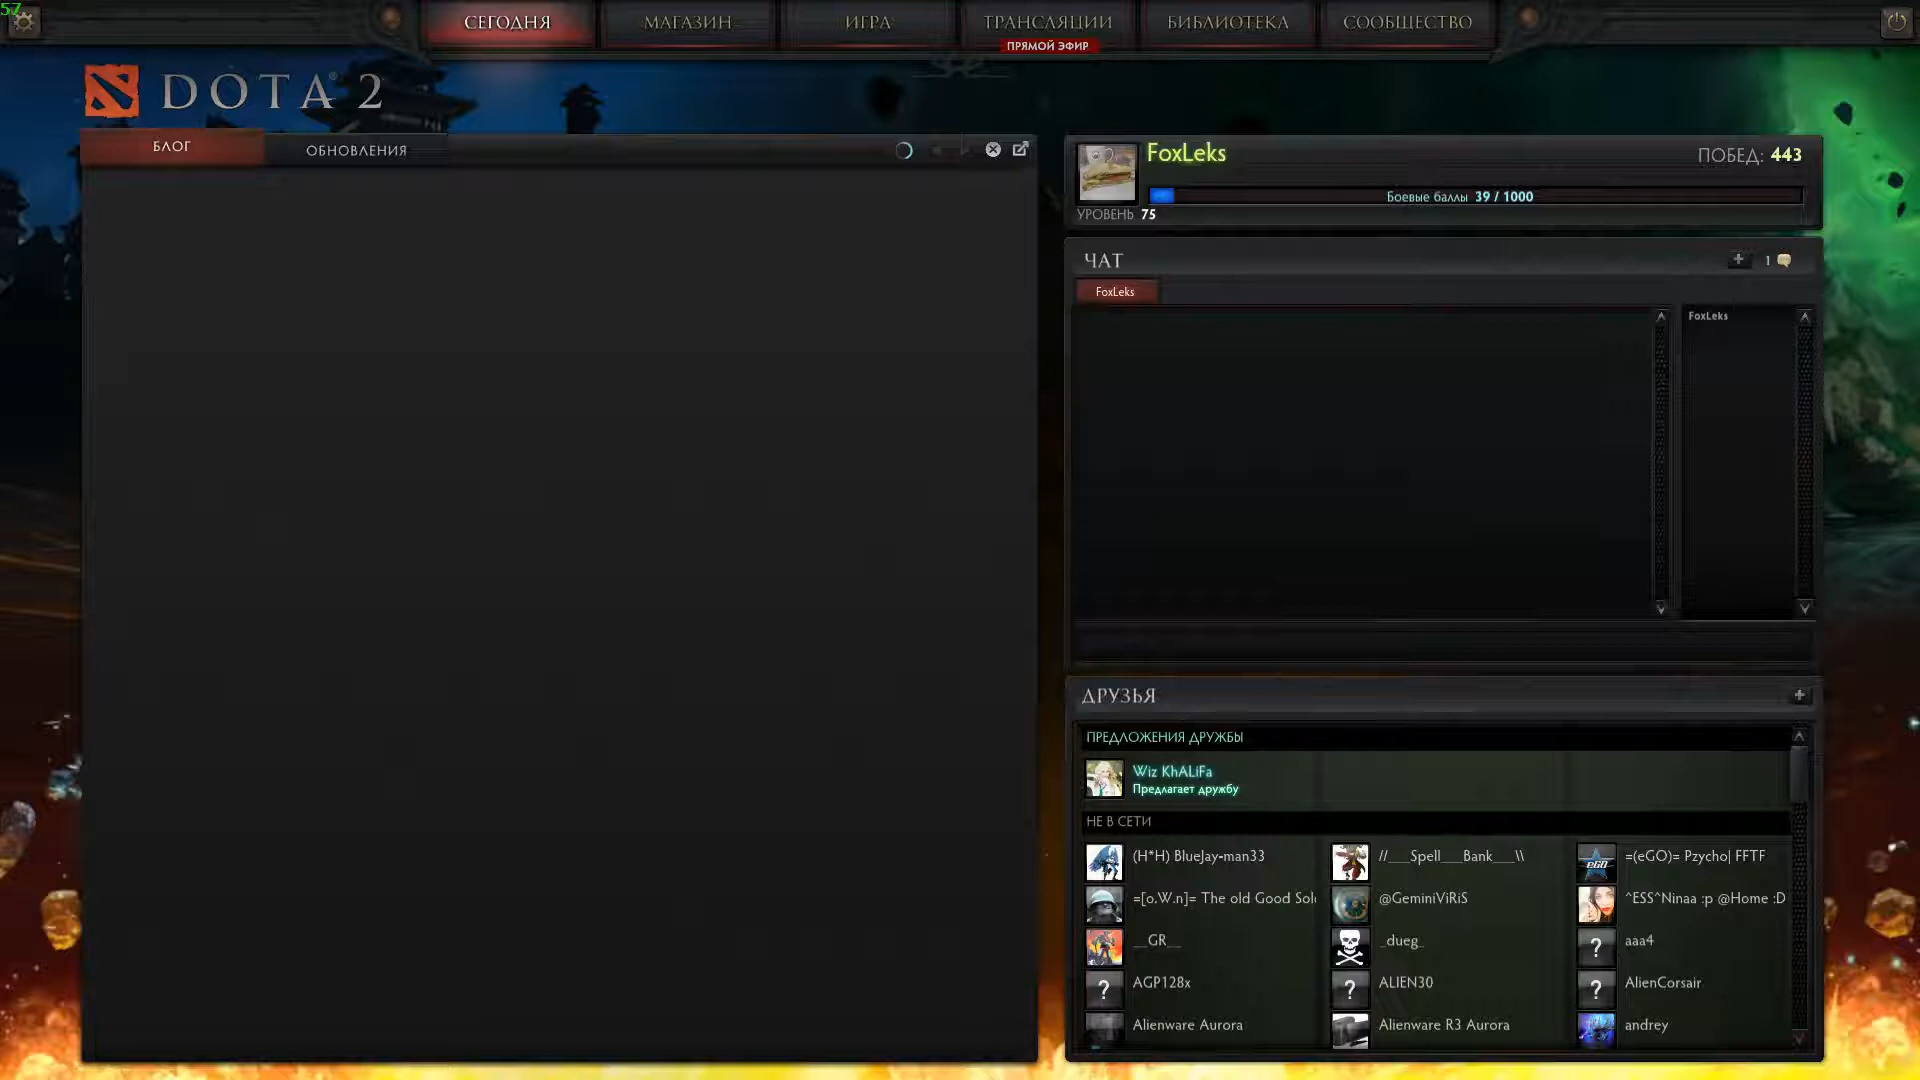 57
СЕГОДНЯ
МАГАЗИН
ИГРА
ТРАНСЛЯЦИИ
ПРЯМОЙ ЭФИР
БИБЛИОТЕКА
СООБЩЕСТВО
DOTA® 2
БЛОГ
ОБНОВЛЕНИЯ
FoxLeks
ПОБЕД: 443
Боевые баллы 39 / 1000
УРОВЕНЬ 75
ЧАТ
1
FoxLeks
FoxLeks
ДРУЗЬЯ
ПРЕДЛОЖЕНИЯ ДРУЖБЫ
Wiz KhALiFa
Предлагает дружбу
НЕ В СЕТИ
(H*H) BlueJay-man33
//___Spell___Bank___\\
=(eGO)= Pzycho| FFTF
=[o.W.n]= The old Good Sol
@GeminiViRiS
^ESS^Ninaa :p @Home :D
__GR__
_dueg_
aaa4
AGP128x
ALIEN30
AlienCorsair
Alienware Aurora
Alienware R3 Aurora
andrey